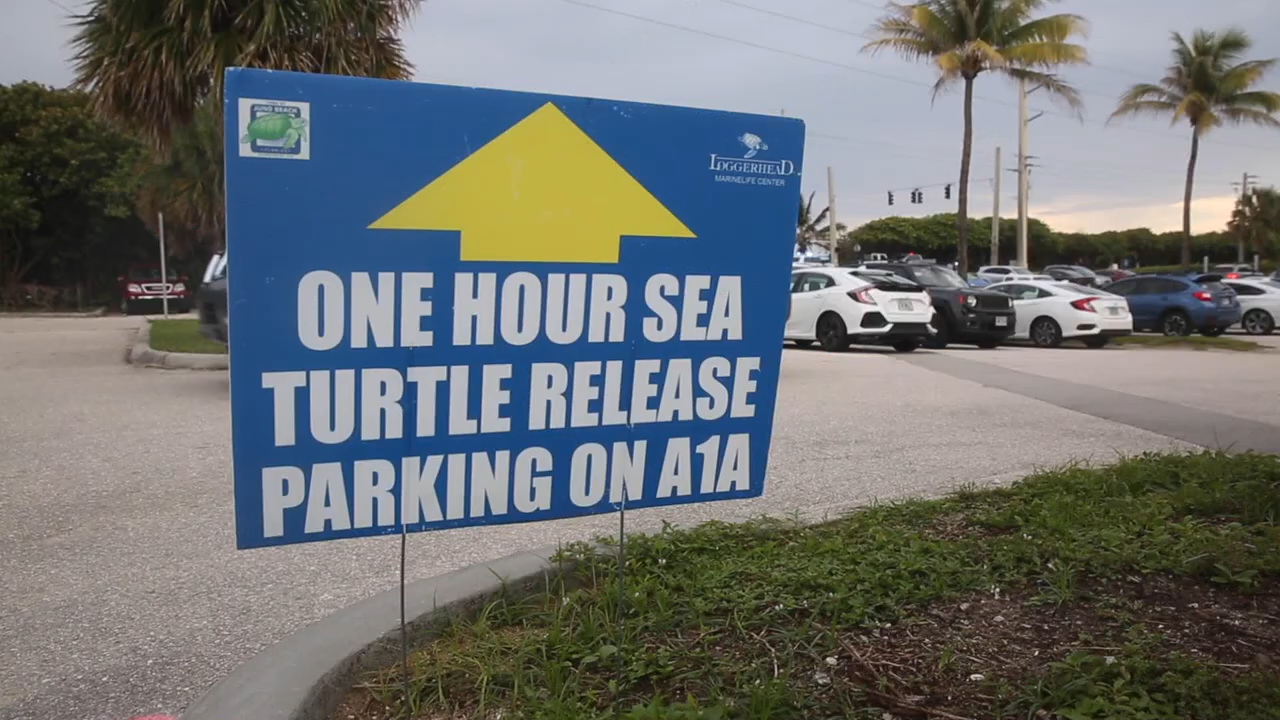 JUNO BEACH
LOGGERHEAD
MARINELIFE CENTER
ONE HOUR SEA
TURTLE RELEASE
PARKING ON A1A